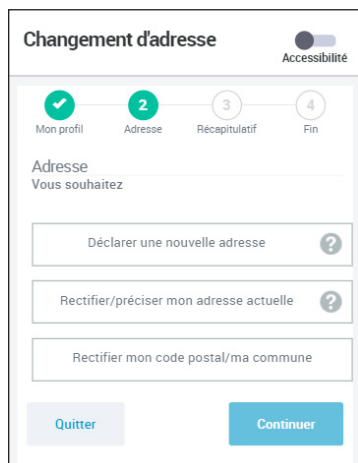 Changement d'adresse
Accessibilité
2
3
4
Mon profil
Adresse
Récapitulatif
Fin
Adresse
Vous souhaitez
Déclarer une nouvelle adresse
?
Rectifier/préciser mon adresse actuelle
?
Rectifier mon code postal/ma commune
Quitter
Continuer